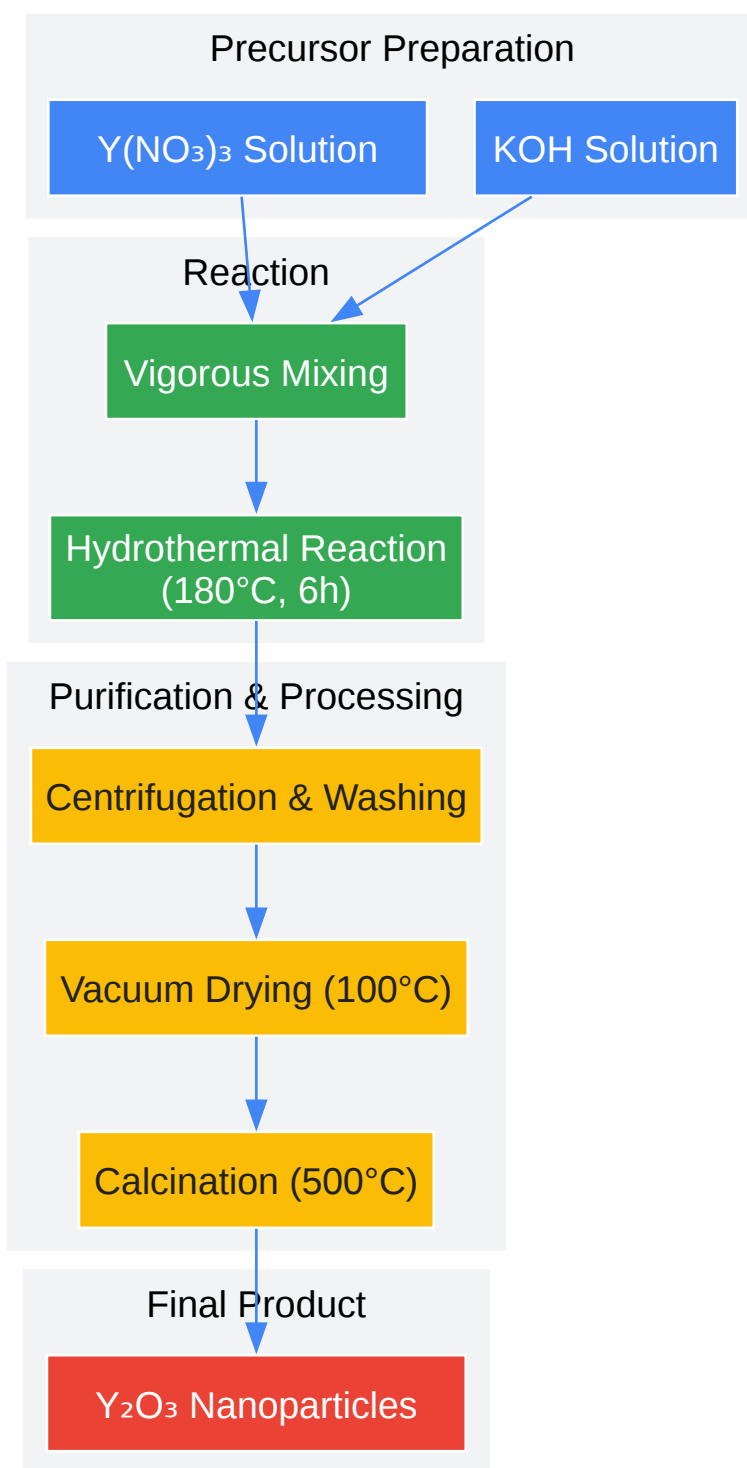 Precursor Preparation
Y(NO₃)₃ Solution
KOH Solution
Reaction
Vigorous Mixing
Hydrothermal Reaction
(180°C, 6h)
Purification & Processing
Centrifugation & Washing
Vacuum Drying (100°C)
Calcination (500°C)
Final Product
Y₂O₃ Nanoparticles